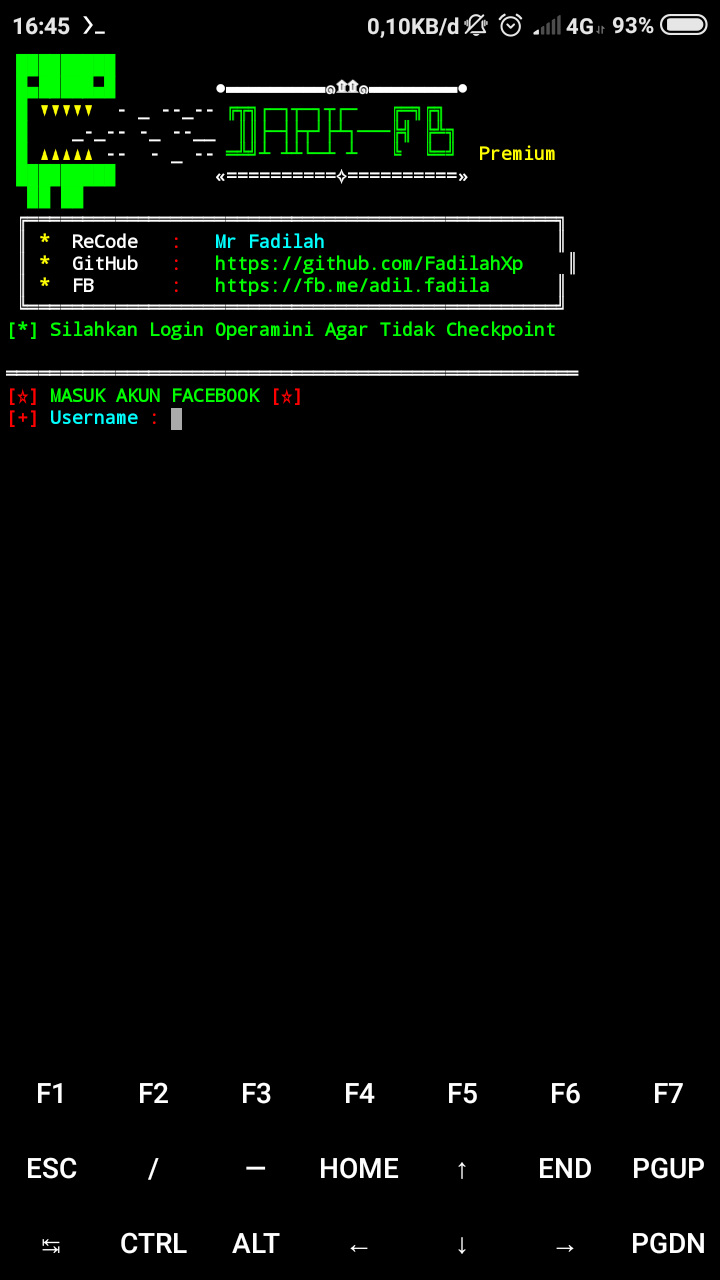 16:45 0,10KB/d 4G 93%
DARK-FB
Premium
* ReCode : Mr Fadilah
* GitHub : https://github.com/FadilahXp
* FB : https://fb.me/adil.fadila
[*] Silahkan Login Operamini Agar Tidak Checkpoint
[☆] MASUK AKUN FACEBOOK [☆]
[+] Username :
F1 F2 F3 F4 F5 F6 F7
ESC / — HOME ↑ END PGUP
↹ CTRL ALT ← ↓ → PGDN